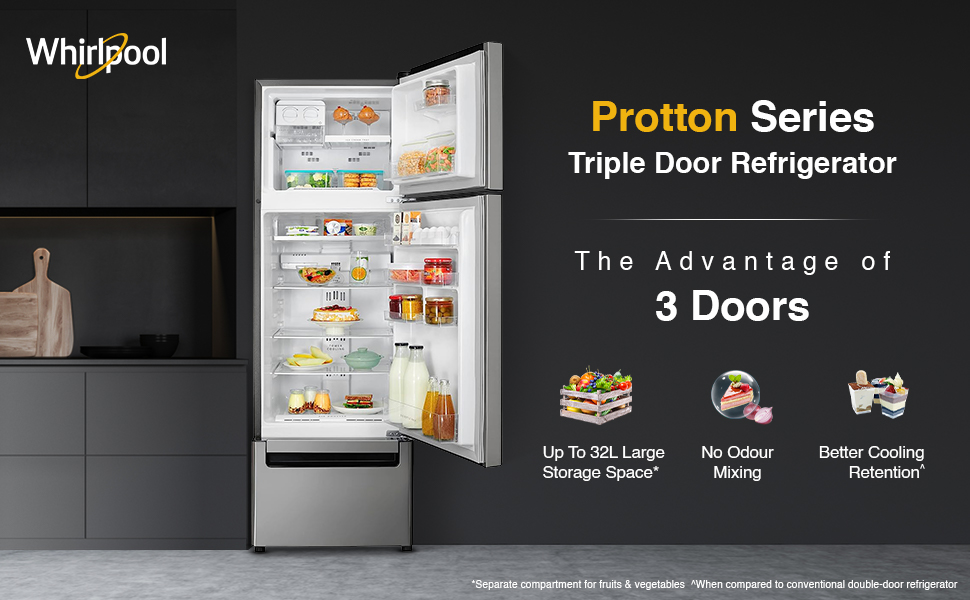 Whirlpool
Protton Series
Triple Door Refrigerator
The Advantage of
3 Doors
Up To 32L Large
Storage Space*
No Odour
Mixing
Better Cooling
Retention^
*Separate compartment for fruits & vegetables ^When compared to conventional double-door refrigerator